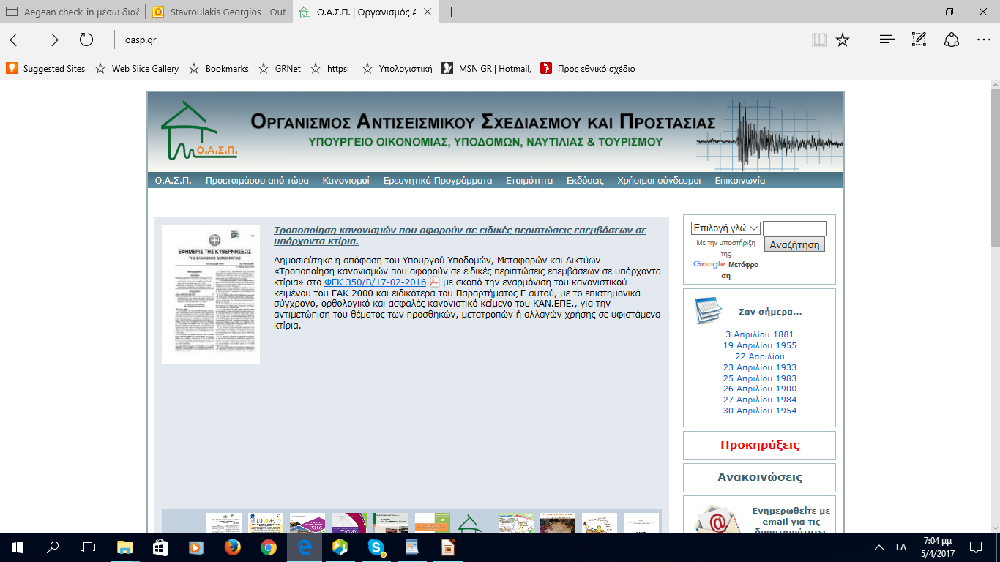 Aegean check-in μέσω διαδ
Stavroulakis Georgios - Out
Ο.Α.Σ.Π. | Οργανισμός Α
oasp.gr
Suggested Sites
Web Slice Gallery
Bookmarks
GRNet
https:
Υπολογιστική
MSN GR | Hotmail,
Προς εθνικό σχέδιο
ΟΡΓΑΝΙΣΜΟΣ ΑΝΤΙΣΕΙΣΜΙΚΟΥ ΣΧΕΔΙΑΣΜΟΥ ΚΑΙ ΠΡΟΣΤΑΣΙΑΣ
ΥΠΟΥΡΓΕΙΟ ΟΙΚΟΝΟΜΙΑΣ, ΥΠΟΔΟΜΩΝ, ΝΑΥΤΙΛΙΑΣ & ΤΟΥΡΙΣΜΟΥ
Ο.Α.Σ.Π.
Ο.Α.Σ.Π. Προετοιμάσου από τώρα Κανονισμοί Ερευνητικά Προγράμματα Ετοιμότητα Εκδόσεις Χρήσιμοι σύνδεσμοι Επικοινωνία
ΕΦΗΜΕΡΙΣ ΤΗΣ ΚΥΒΕΡΝΗΣΕΩΣ
ΤΗΣ ΕΛΛΗΝΙΚΗΣ ΔΗΜΟΚΡΑΤΙΑΣ
Τροποποίηση κανονισμών που αφορούν σε ειδικές περιπτώσεις επεμβάσεων σε
υπάρχοντα κτίρια.
Δημοσιεύτηκε η απόφαση του Υπουργού Υποδομών, Μεταφορών και Δικτύων
«Τροποποίηση κανονισμών που αφορούν σε ειδικές περιπτώσεις επεμβάσεων σε υπάρχοντα
κτίρια» στο ΦΕΚ 350/Β/17-02-2016 με σκοπό την εναρμόνιση του κανονιστικού
κειμένου του ΕΑΚ 2000 και ειδικότερα του Παραρτήματος Ε αυτού, με το επιστημονικά
σύγχρονο, ορθολογικό και ασφαλές κανονιστικό κείμενο του ΚΑΝ.ΕΠΕ., για την
αντιμετώπιση του θέματος των προσθηκών, μετατροπών ή αλλαγών χρήσης σε υφιστάμενα
κτίρια.
Επιλογή γλώ
Με την υποστήριξη
της
Google Μετάφρα
ση
Αναζήτηση
Σαν σήμερα...
3 Απριλίου 1881
19 Απριλίου 1955
22 Απριλίου
23 Απριλίου 1933
25 Απριλίου 1983
26 Απριλίου 1900
27 Απριλίου 1984
30 Απριλίου 1954
Προκηρύξεις
Ανακοινώσεις
Ενημερωθείτε με
email για τις
δραστηριότητες
ΕΛ
7:04 μμ
5/4/2017